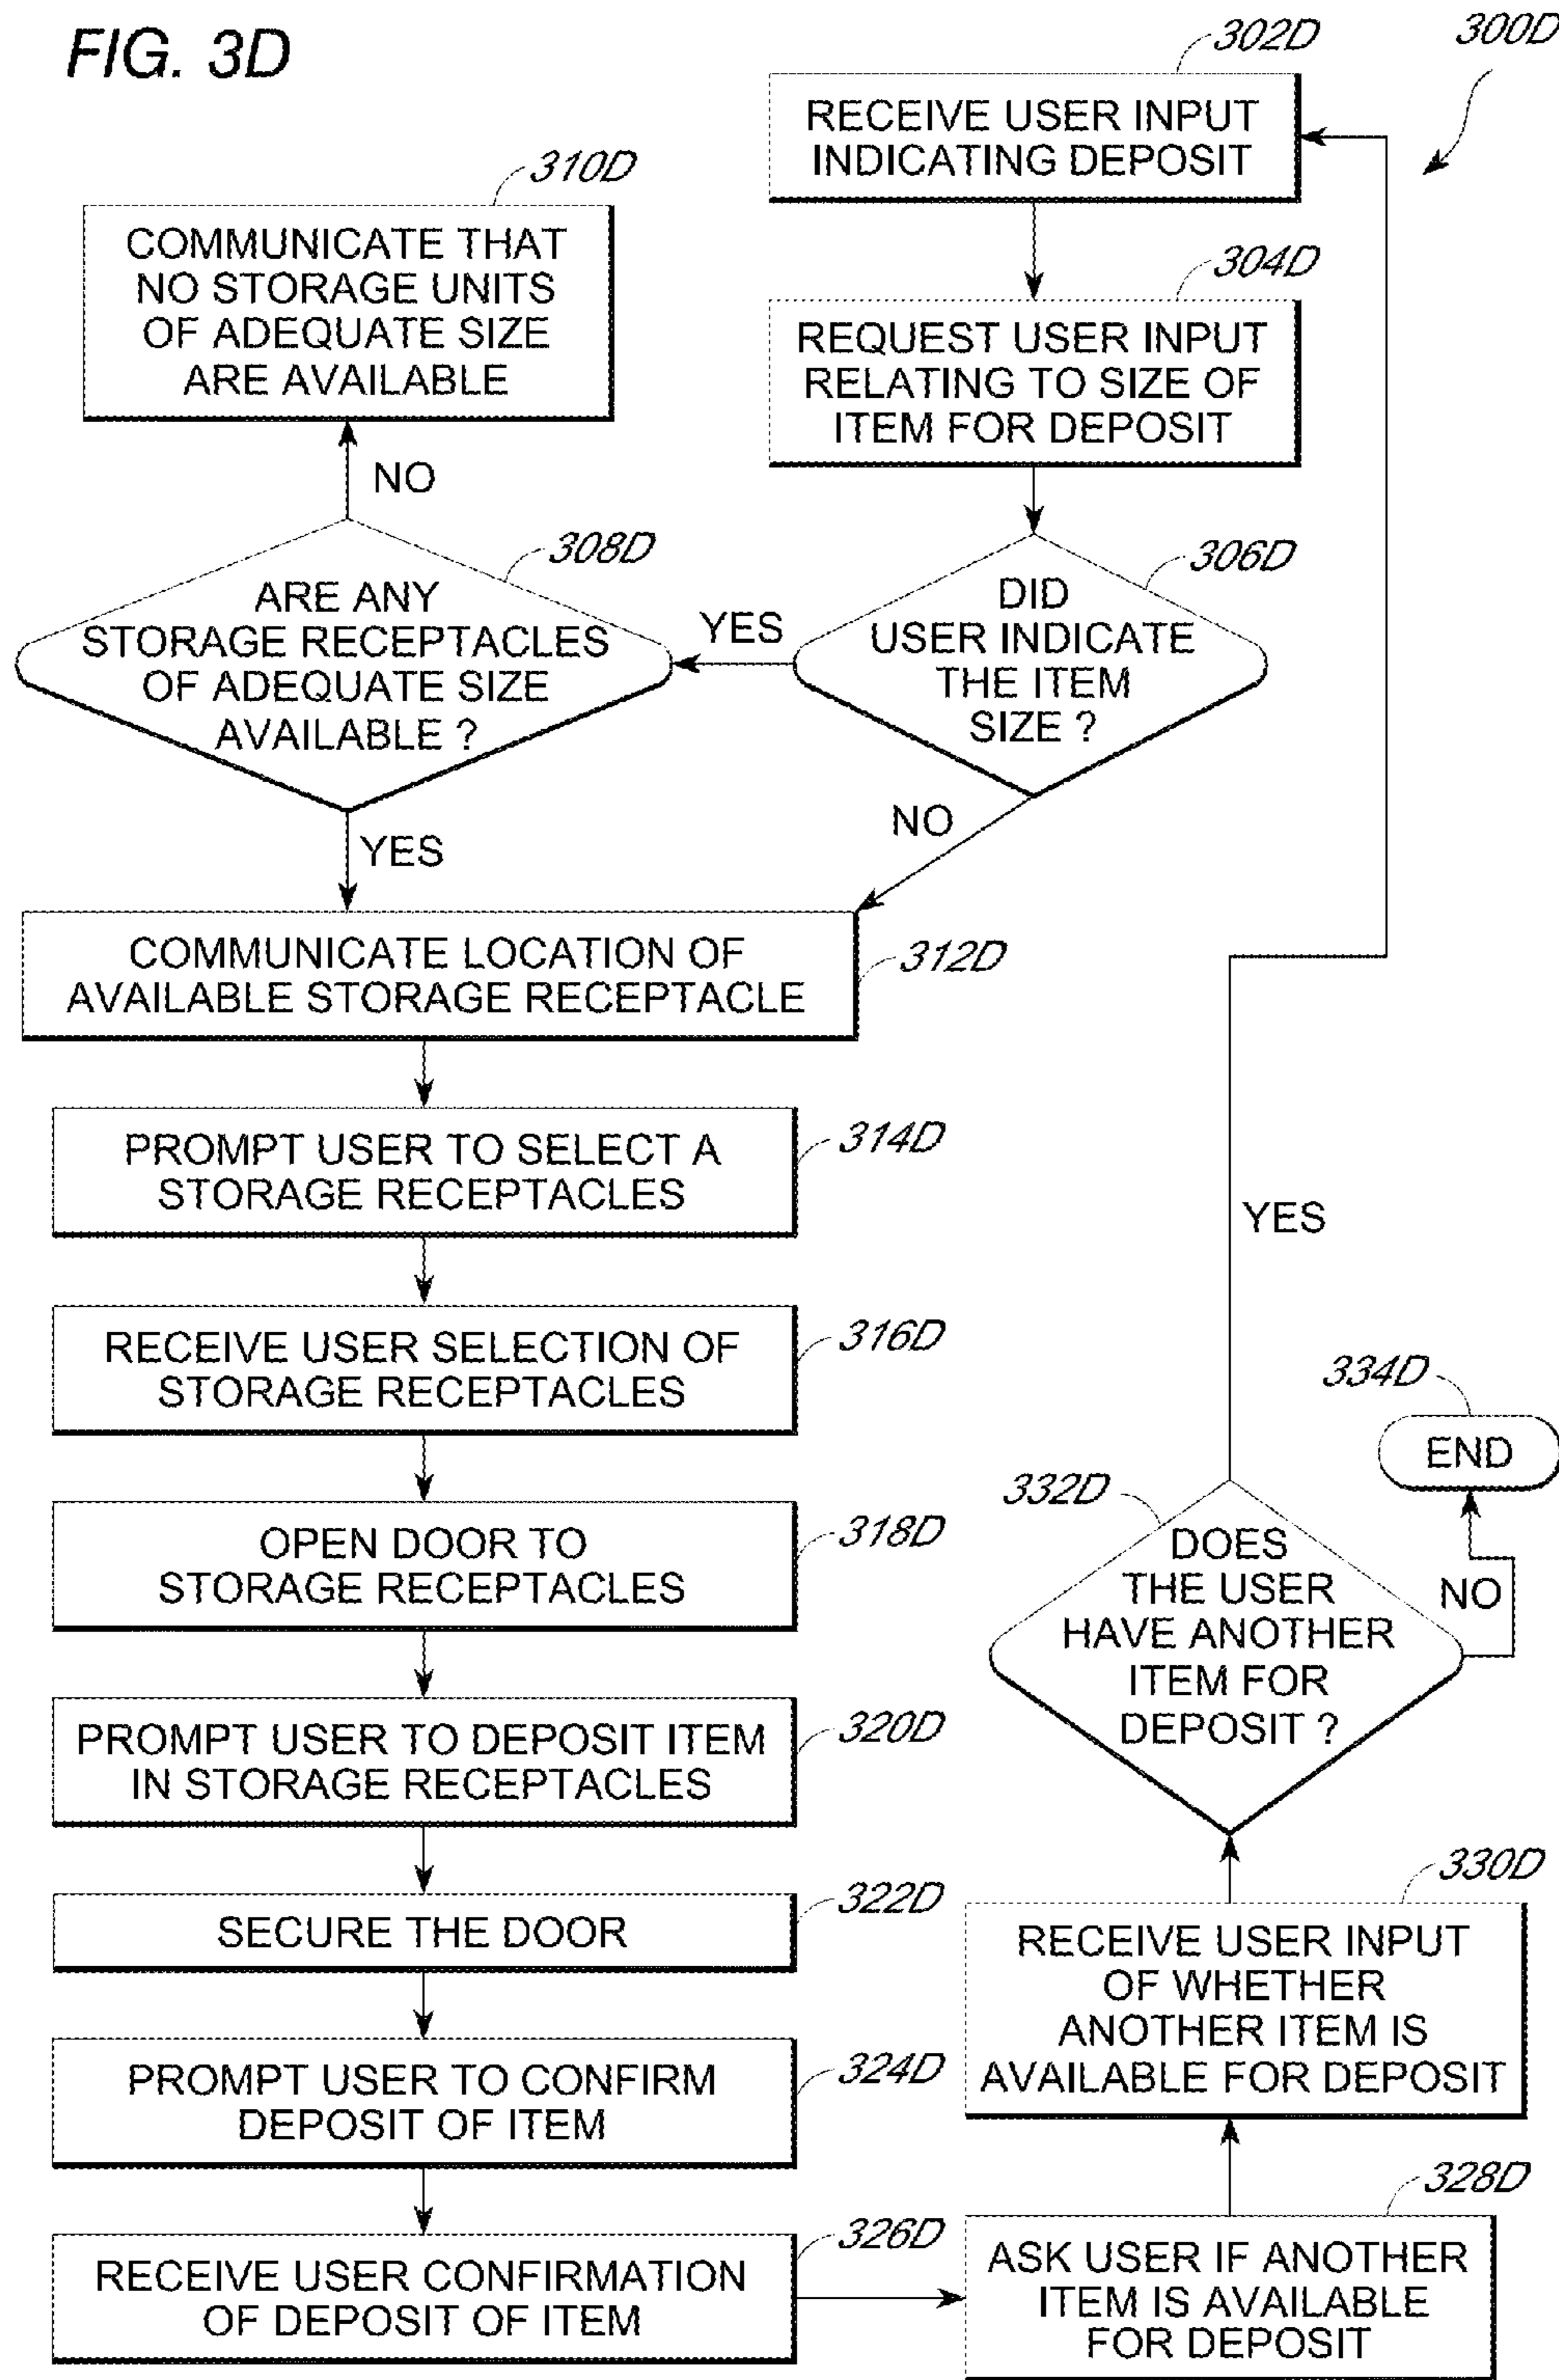 FIG. 3D
300D
302D
RECEIVE USER INPUT
INDICATING DEPOSIT
304D
REQUEST USER INPUT
RELATING TO SIZE OF
ITEM FOR DEPOSIT
306D
DID
USER INDICATE
THE ITEM
SIZE ?
YES
NO
308D
ARE ANY
STORAGE RECEPTACLES
OF ADEQUATE SIZE
AVAILABLE ?
NO
YES
310D
COMMUNICATE THAT
NO STORAGE UNITS
OF ADEQUATE SIZE
ARE AVAILABLE
312D
COMMUNICATE LOCATION OF
AVAILABLE STORAGE RECEPTACLE
314D
PROMPT USER TO SELECT A
STORAGE RECEPTACLES
316D
RECEIVE USER SELECTION OF
STORAGE RECEPTACLES
318D
OPEN DOOR TO
STORAGE RECEPTACLES
320D
PROMPT USER TO DEPOSIT ITEM
IN STORAGE RECEPTACLES
322D
SECURE THE DOOR
324D
PROMPT USER TO CONFIRM
DEPOSIT OF ITEM
326D
RECEIVE USER CONFIRMATION
OF DEPOSIT OF ITEM
328D
ASK USER IF ANOTHER
ITEM IS AVAILABLE
FOR DEPOSIT
330D
RECEIVE USER INPUT
OF WHETHER
ANOTHER ITEM IS
AVAILABLE FOR DEPOSIT
332D
DOES
THE USER
HAVE ANOTHER
ITEM FOR
DEPOSIT ?
YES
NO
334D
END